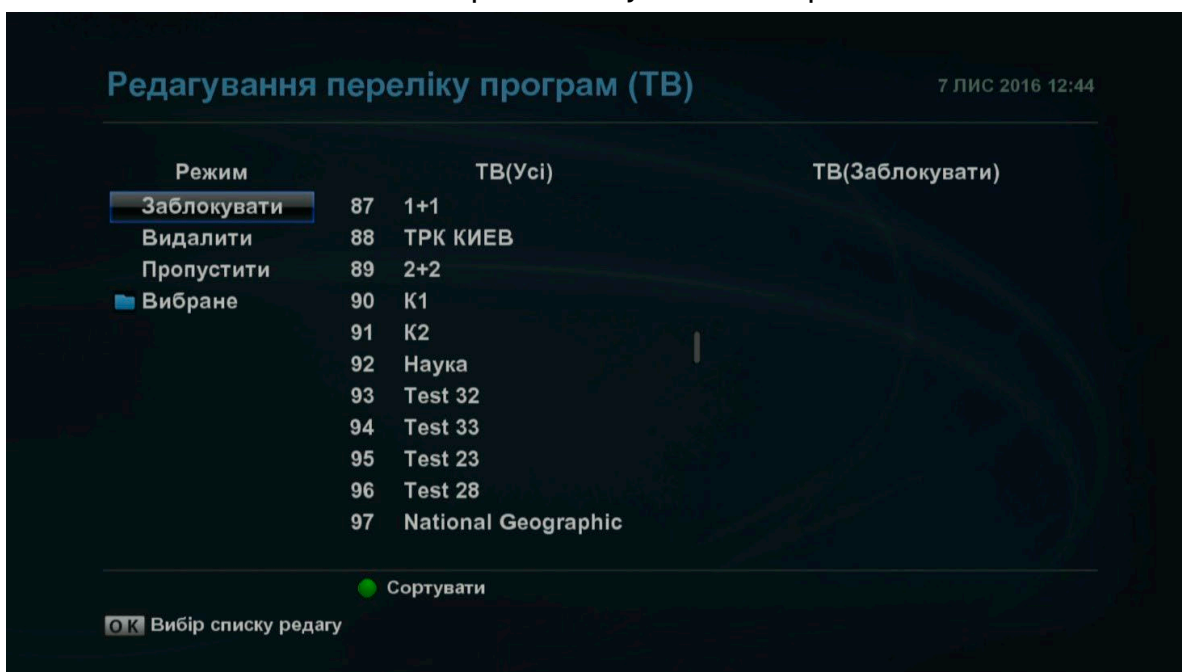 Редагування переліку програм (ТВ)
7 ЛИС 2016 12:44
Режим ТВ(Усі) ТВ(Заблокувати)
Заблокувати 87 1+1
Видалити 88 ТРК КИЕВ
Пропустити 89 2+2
Вибране 90 К1
91 К2
92 Наука
93 Test 32
94 Test 33
95 Test 23
96 Test 28
97 National Geographic
Сортувати
OK Вибір списку редагу